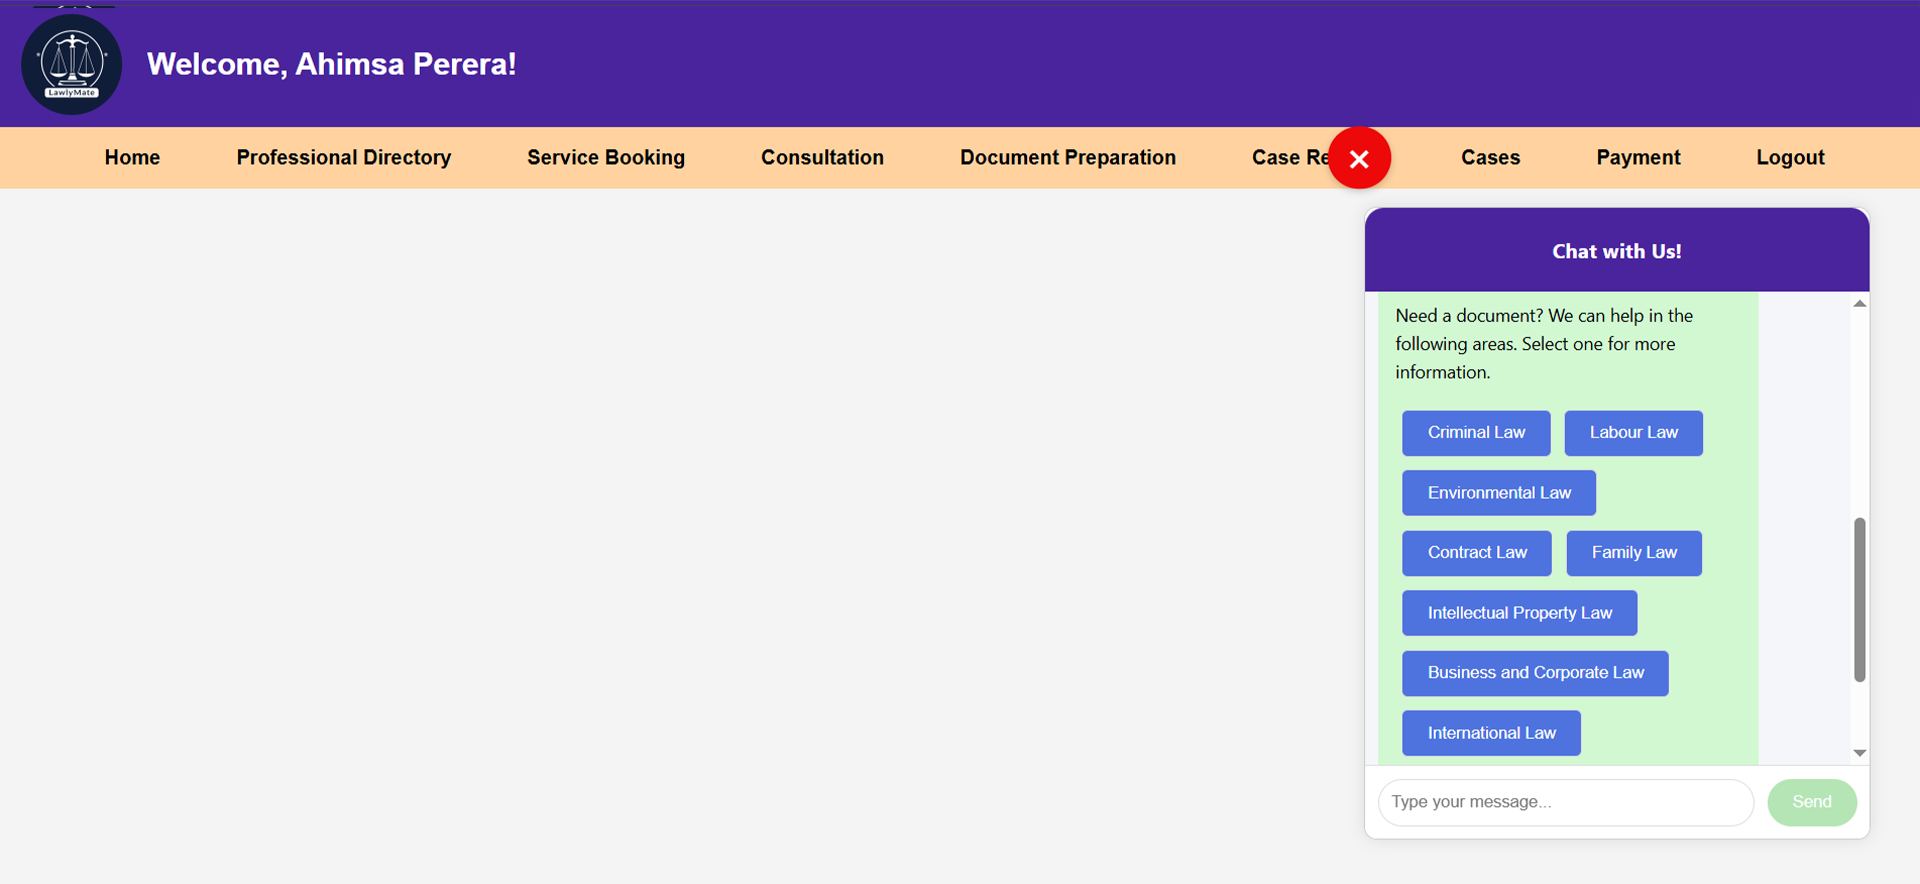 LawlyMate
Welcome, Ahimsa Perera!
Home Professional Directory Service Booking Consultation Document Preparation Case Re Cases Payment Logout
Chat with Us!
Need a document? We can help in the
following areas. Select one for more
information.
Criminal Law Labour Law
Environmental Law
Contract Law Family Law
Intellectual Property Law
Business and Corporate Law
International Law
Type your message... Send